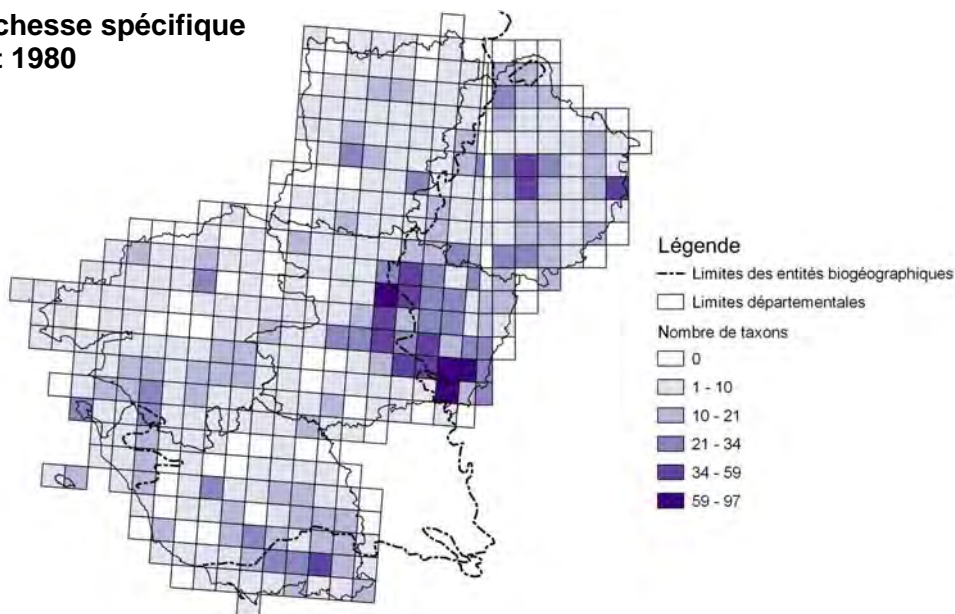 chesse spécifique
1980
Légende
Limites des entités biogéographiques
Limites départementales
Nombre de taxons
0
1 - 10
10 - 21
21 - 34
34 - 59
59 - 97